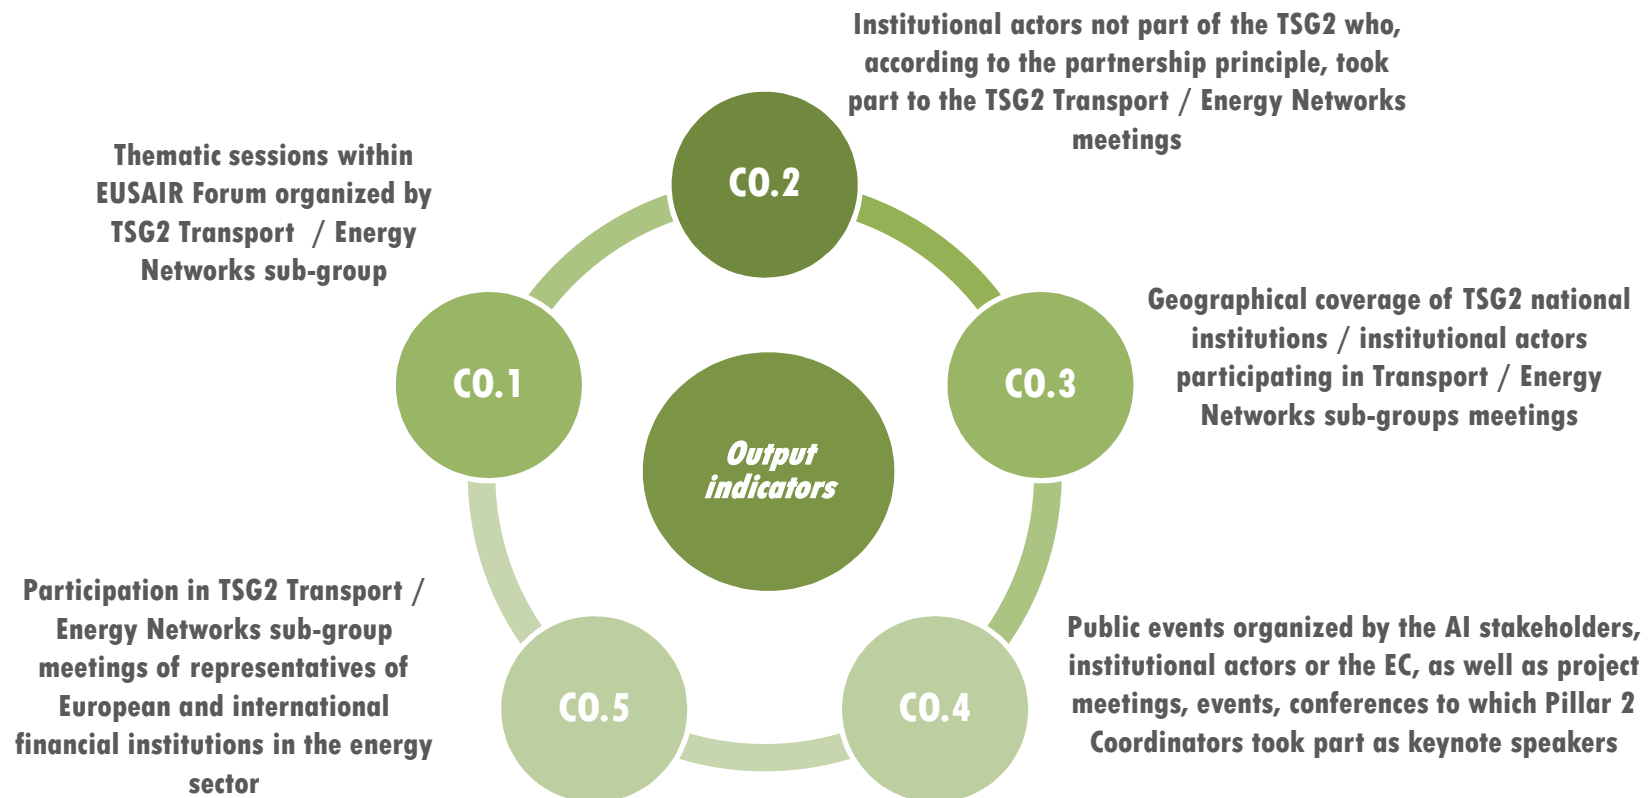 Institutional actors not part of the TSG2 who,
according to the partnership principle, took
part to the TSG2 Transport / Energy Networks
meetings
CO.2
Thematic sessions within
EUSAIR Forum organized by
TSG2 Transport / Energy
Networks sub-group
CO.1
CO.3
Geographical coverage of TSG2 national
institutions / institutional actors
participating in Transport / Energy
Networks sub-groups meetings
Output
indicators
Participation in TSG2 Transport /
Energy Networks sub-group
meetings of representatives of
European and international
financial institutions in the energy
sector
CO.5
CO.4
Public events organized by the AI stakeholders,
institutional actors or the EC, as well as project
meetings, events, conferences to which Pillar 2
Coordinators took part as keynote speakers